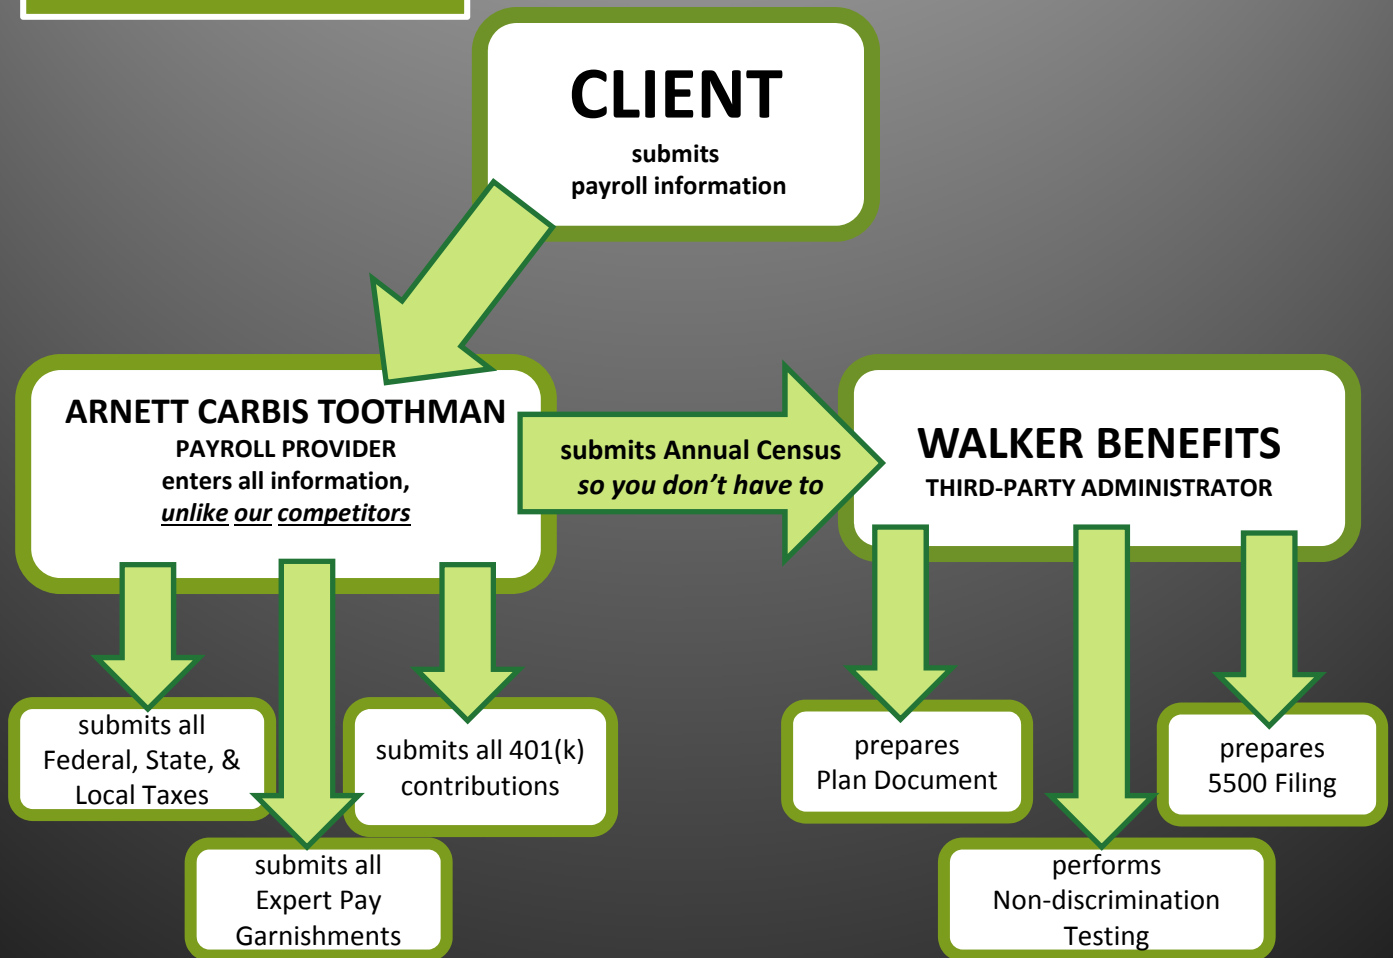 CLIENT
submits
payroll information
ARNETT CARBIS TOOTHMAN
PAYROLL PROVIDER
enters all information,
unlike our competitors
submits Annual Census
so you don’t have to
WALKER BENEFITS
THIRD-PARTY ADMINISTRATOR
submits all
Federal, State, &
Local Taxes
submits all 401(k)
contributions
submits all
Expert Pay
Garnishments
prepares
Plan Document
prepares
5500 Filing
performs
Non-discrimination
Testing